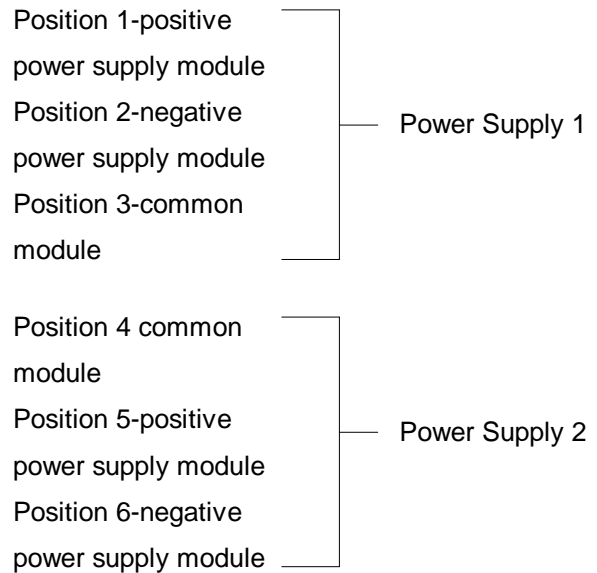 Position 1-positive
power supply module
Position 2-negative
power supply module
Position 3-common
module
Power Supply 1
Position 4 common
module
Position 5-positive
power supply module
Position 6-negative
power supply module
Power Supply 2